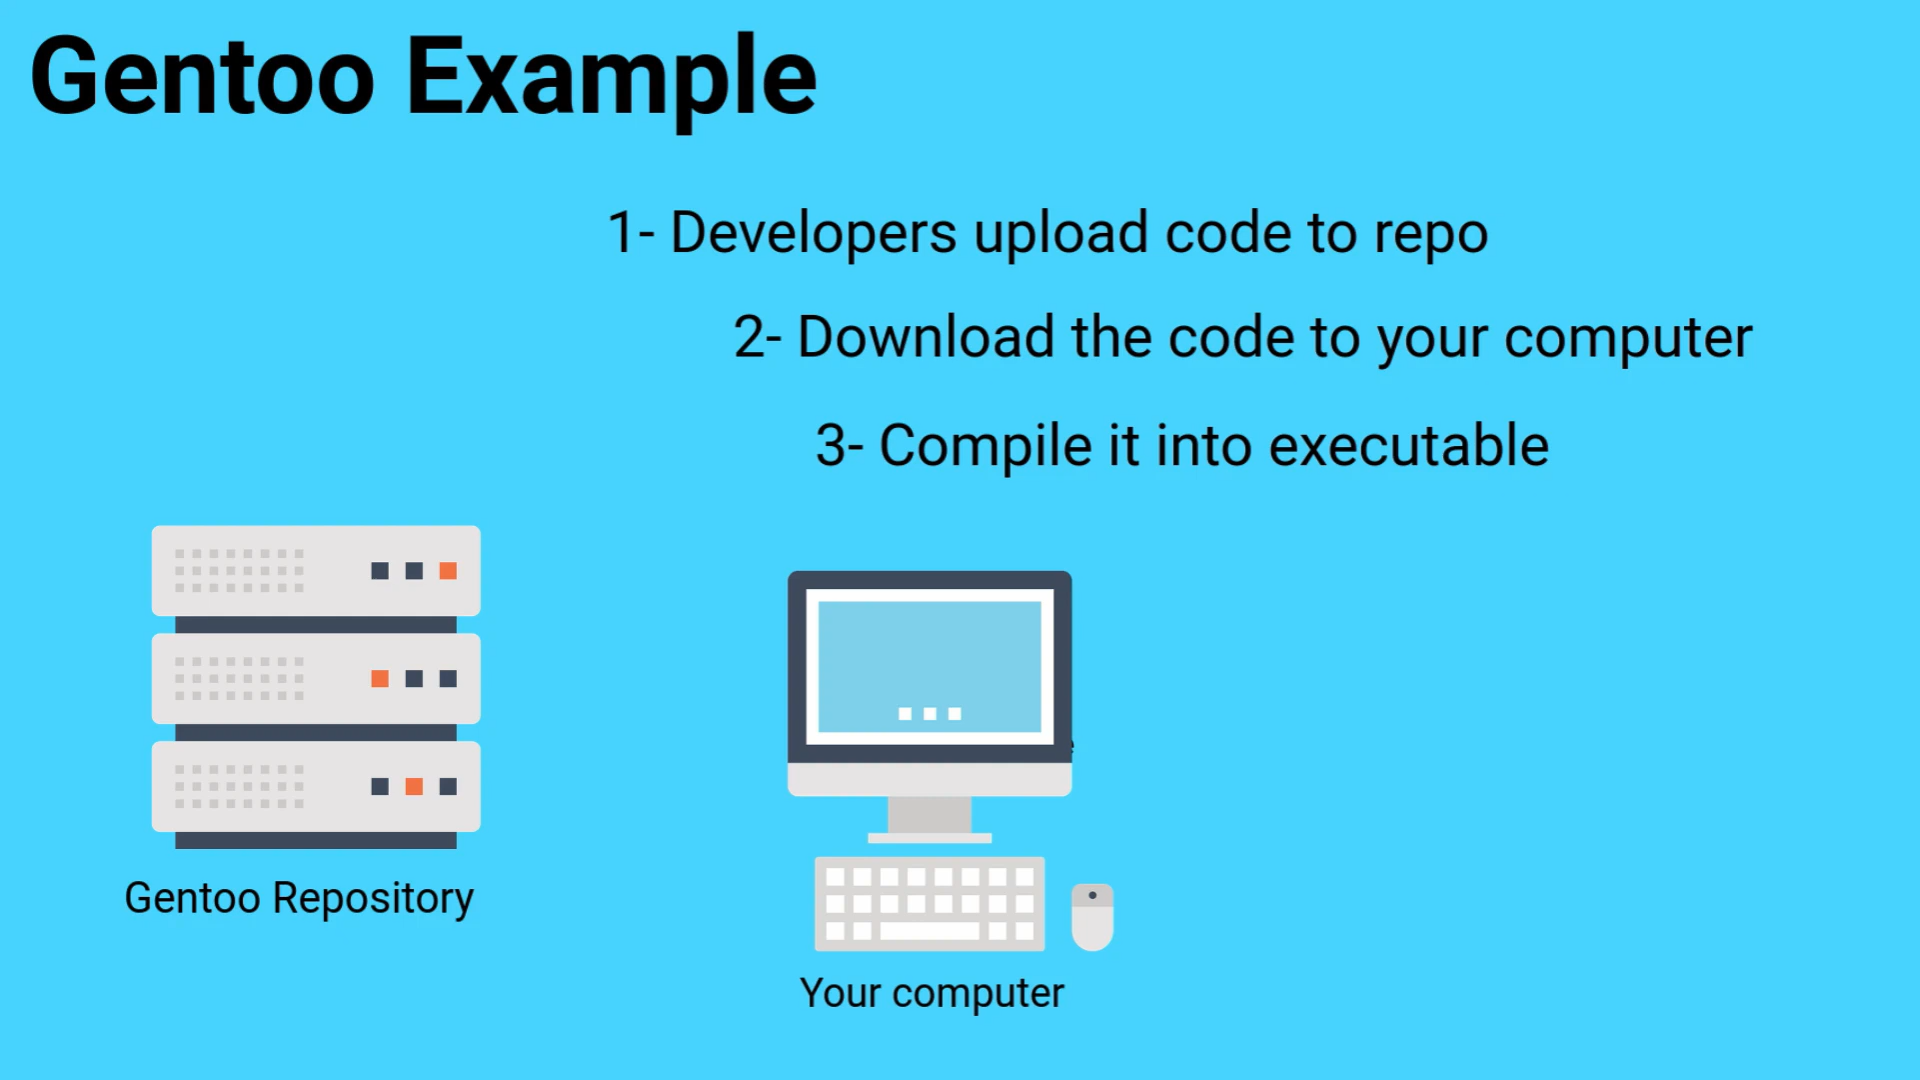 Gentoo Example
1- Developers upload code to repo
2- Download the code to your computer
3- Compile it into executable
Gentoo Repository
Your computer